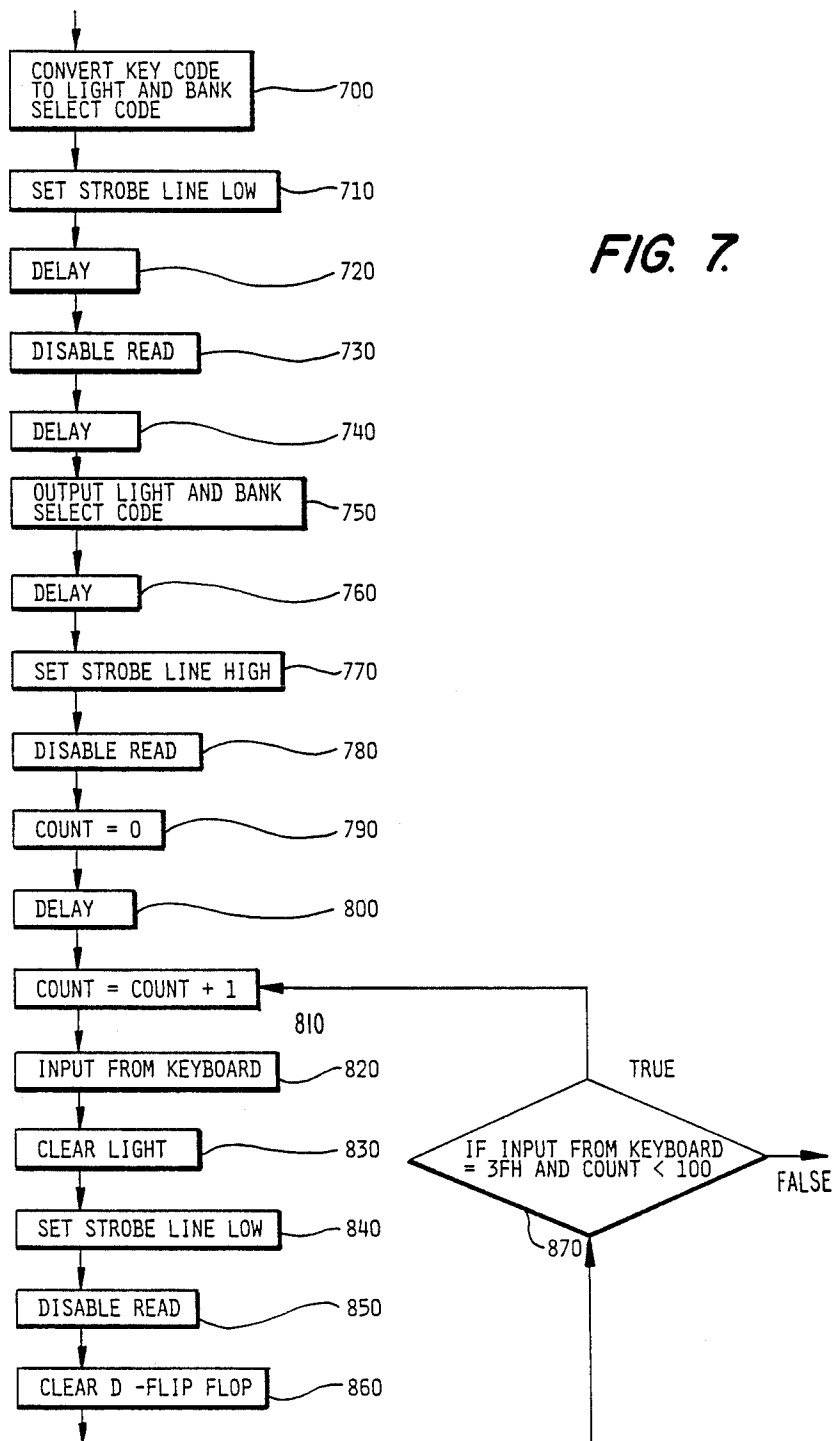 CONVERT KEY CODE
TO LIGHT AND BANK
SELECT CODE
700
SET STROBE LINE LOW
710
FIG. 7.
DELAY
720
DISABLE READ
730
DELAY
740
OUTPUT LIGHT AND BANK
SELECT CODE
750
DELAY
760
SET STROBE LINE HIGH
770
DISABLE READ
780
COUNT = 0
790
DELAY
800
COUNT = COUNT + 1
810
INPUT FROM KEYBOARD
820
TRUE
CLEAR LIGHT
830
IF INPUT FROM KEYBOARD
= 3FH AND COUNT < 100
FALSE
SET STROBE LINE LOW
840
870
DISABLE READ
850
CLEAR D -FLIP FLOP
860